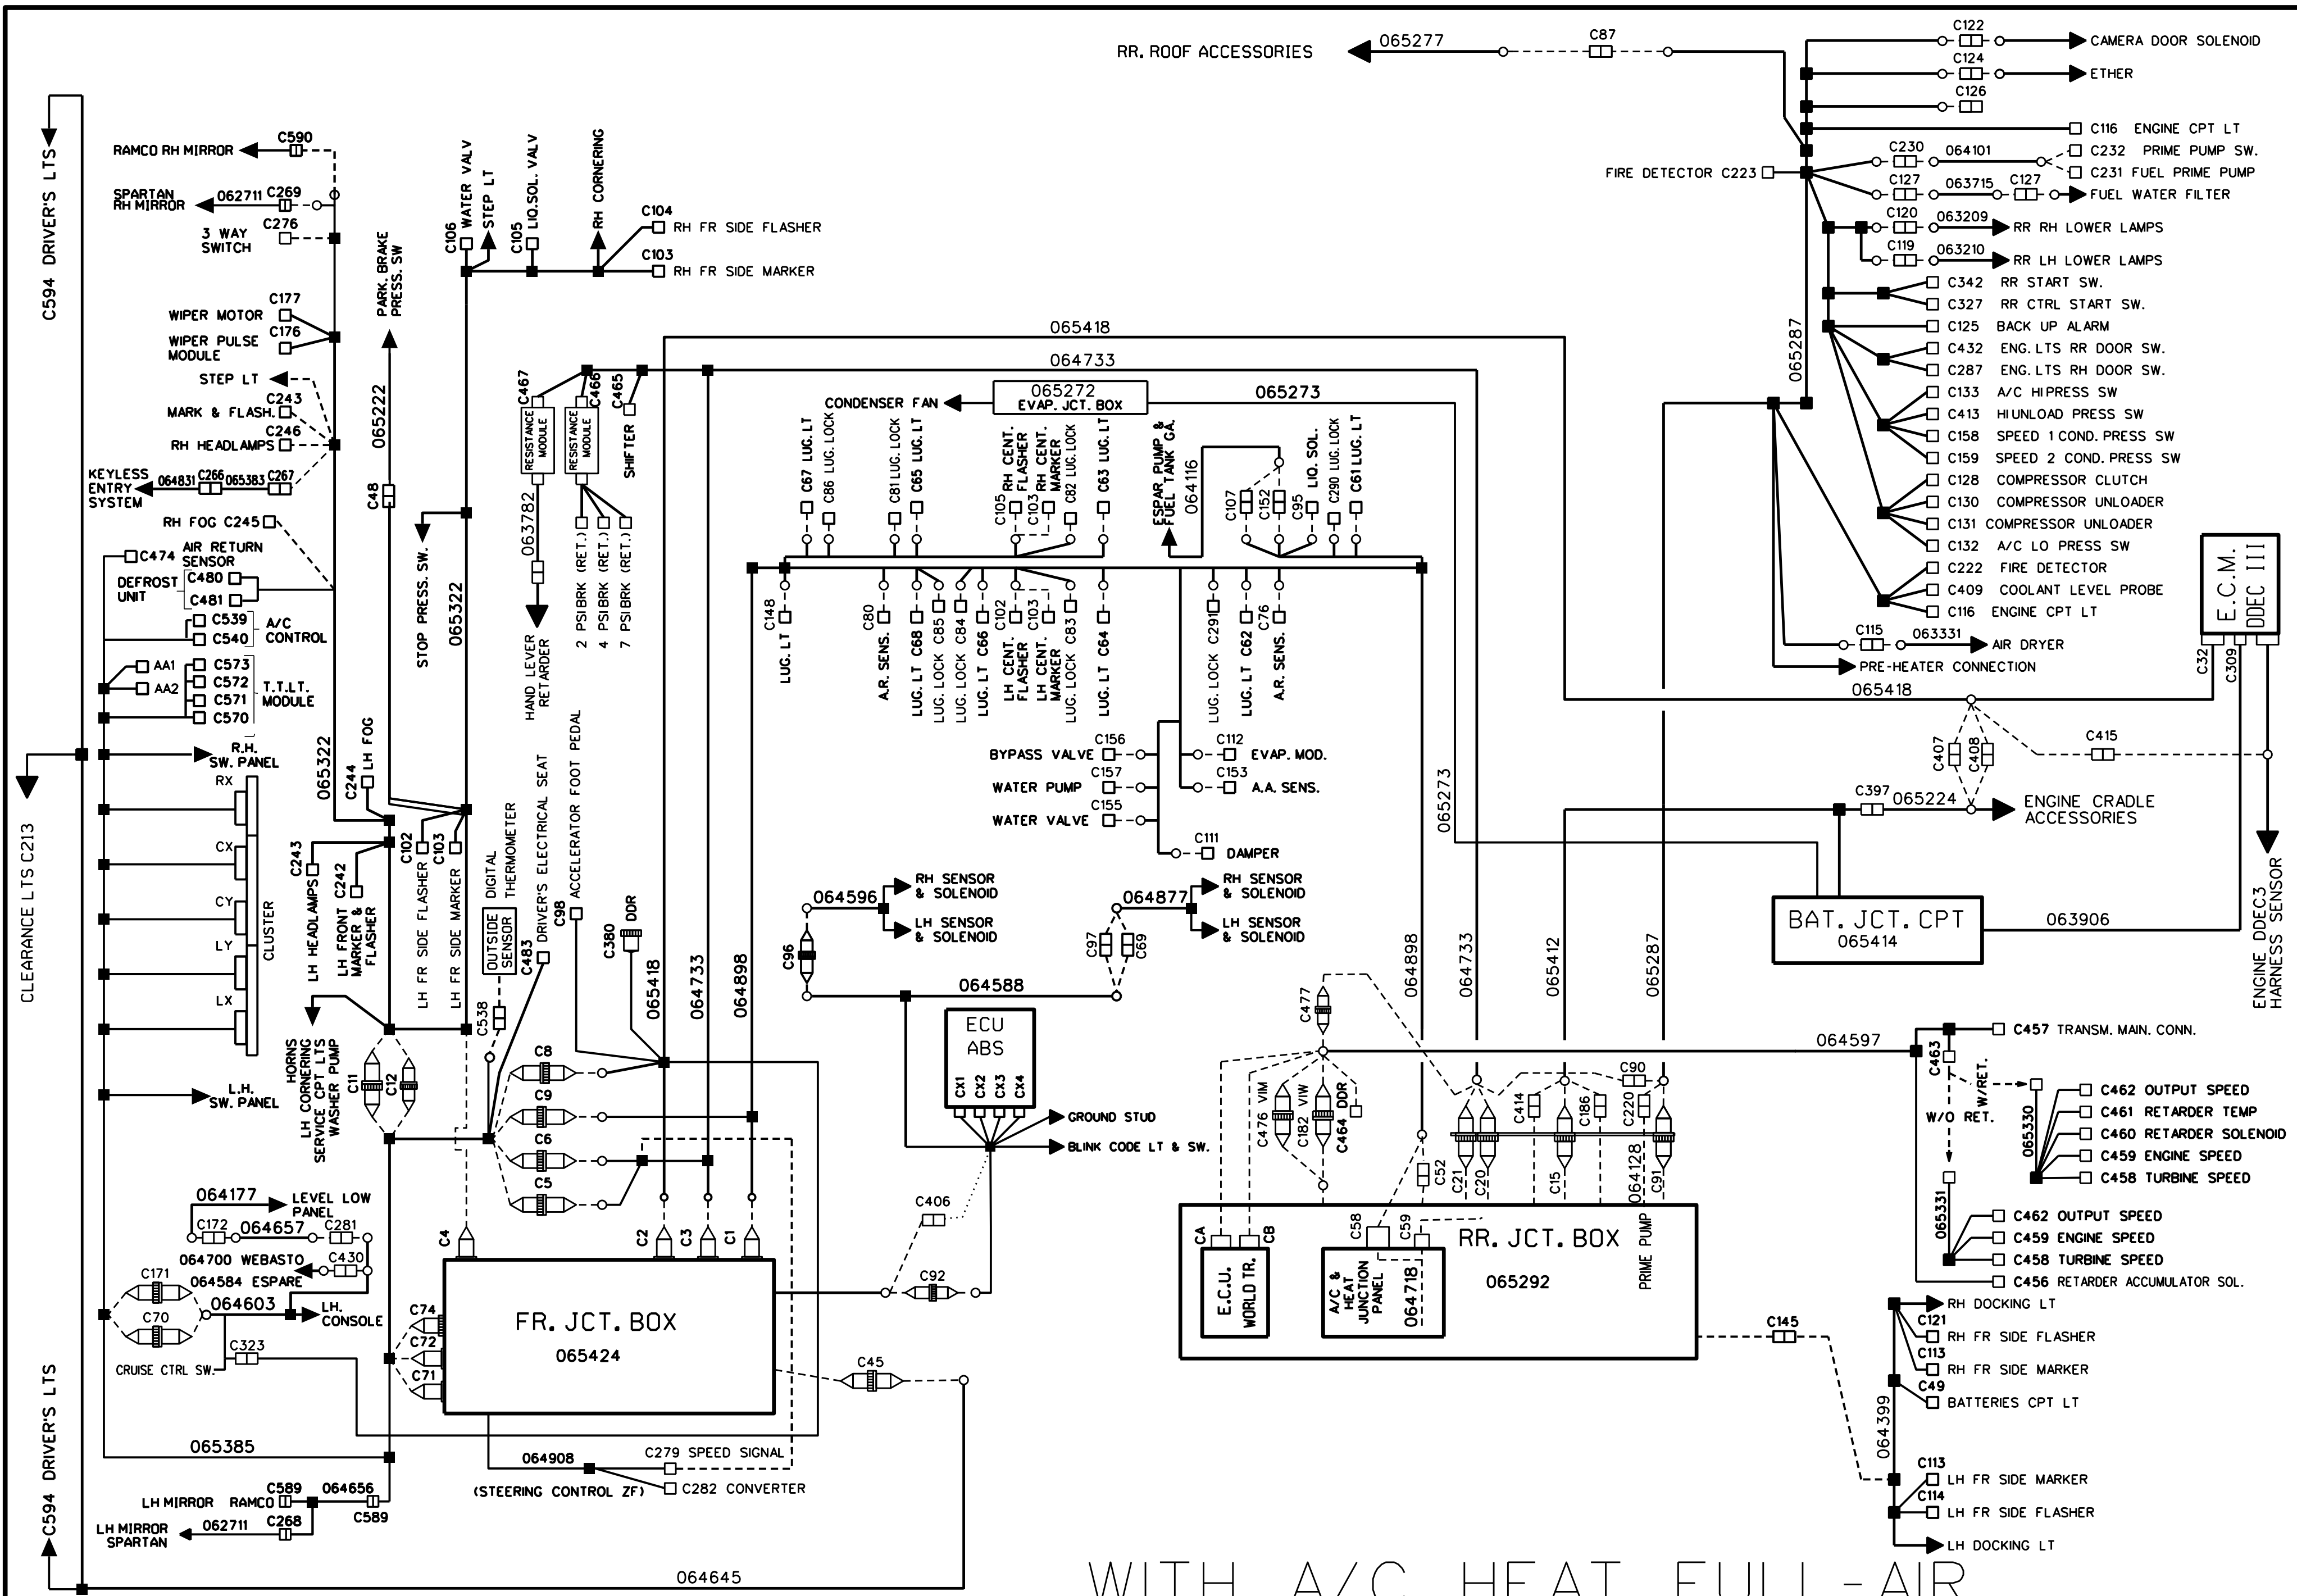 RR. ROOF ACCESSORIES
065277
C87
C122
CAMERA DOOR SOLENOID
C124
ETHER
C126
C116 ENGINE CPT LT
C230
064101
C232 PRIME PUMP SW.
C231 FUEL PRIME PUMP
FIRE DETECTOR C223
C127
063715
C127
FUEL WATER FILTER
C120
063209
RR RH LOWER LAMPS
C119
063210
RR LH LOWER LAMPS
C342 RR START SW.
C327 RR CTRL START SW.
C125 BACK UP ALARM
C432 ENG. LTS RR DOOR SW.
C287 ENG. LTS RH DOOR SW.
C133 A/C HI PRESS SW
C413 HI UNLOAD PRESS SW
C158 SPEED 1 COND. PRESS SW
C159 SPEED 2 COND. PRESS SW
C128 COMPRESSOR CLUTCH
C130 COMPRESSOR UNLOADER
C131 COMPRESSOR UNLOADER
C132 A/C LO PRESS SW
C222 FIRE DETECTOR
C409 COOLANT LEVEL PROBE
C116 ENGINE CPT LT
C115
063331
AIR DRYER
PRE-HEATER CONNECTION
065287
065418
E.C.M.
DDEC III
C32
C309
C407
C408
C415
C397
065224
ENGINE CRADLE
ACCESSORIES
BAT. JCT. CPT
065414
063906
ENGINE DDEC3
HARNESS SENSOR
C594 DRIVER'S LTS
RAMCO RH MIRROR
C590
SPARTAN
RH MIRROR
062711
C269
C276
3 WAY
SWITCH
C177
WIPER MOTOR
C176
WIPER PULSE
MODULE
STEP LT
C243
MARK & FLASH.
C246
RH HEADLAMPS
KEYLESS
ENTRY
SYSTEM
064831
C266
065383
C267
RH FOG C245
C474
AIR RETURN
SENSOR
DEFROST
UNIT
C480
C481
C539
C540
A/C
CONTROL
AA1
AA2
C573
C572
C571
C570
T.T.LT.
MODULE
R.H.
SW. PANEL
RX
CX
CY
LY
LX
CLUSTER
L.H.
SW. PANEL
CLEARANCE LTS C213
065322
PARK. BRAKE
PRESS. SW
065222
C48
C106
WATER VALV
STEP LT
C105
LIQ.SOL. VALV
RH CORNERING
C104
RH FR SIDE FLASHER
C103
RH FR SIDE MARKER
STOP PRESS. SW.
065322
C244
LH FOG
C243
LH HEADLAMPS
C242
LH FRONT
MARKER &
FLASHER
C102
LH FR SIDE FLASHER
C103
LH FR SIDE MARKER
HORNS
LH CORNERING
SERVICE CPT LTS
WASHER PUMP
C11
C12
065418
064733
C467
RESISTANCE
MODULE
C466
RESISTANCE
MODULE
C465
SHIFTER
063782
HAND LEVER
RETARDER
2 PSI BRK (RET.)
4 PSI BRK (RET.)
7 PSI BRK (RET.)
DIGITAL
THERMOMETER
OUTSIDE
SENSOR
C538
C483
DRIVER'S ELECTRICAL SEAT
C98
ACCELERATOR FOOT PEDAL
C380
DDR
065418
064733
064898
CONDENSER FAN
065272
EVAP. JCT. BOX
065273
C67 LUG. LT
C86 LUG. LOCK
C81 LUG. LOCK
C65 LUG. LT
C105
RH CENT.
FLASHER
C103
RH CENT.
MARKER
C82 LUG. LOCK
C63 LUG. LT
ESPAR PUMP &
FUEL TANK GA.
064116
C107
C152
C95
LIQ. SOL.
C290 LUG. LOCK
C61 LUG. LT
C148
LUG. LT
C80
A.R. SENS.
LUG. LT C68
LUG. LOCK C85
LUG. LOCK C84
LUG. LT C66
C102
LH CENT.
FLASHER
C103
LH CENT.
MARKER
LUG. LOCK C83
LUG. LT C64
LUG. LOCK C291
LUG. LT C62
C76
A.R. SENS.
C156
BYPASS VALVE
C112
EVAP. MOD.
C157
WATER PUMP
C153
A.A. SENS.
C155
WATER VALVE
C111
DAMPER
065273
064596
RH SENSOR
& SOLENOID
LH SENSOR
& SOLENOID
064877
RH SENSOR
& SOLENOID
LH SENSOR
& SOLENOID
C96
C97
C69
064588
ECU
ABS
CX1
CX2
CX3
CX4
GROUND STUD
BLINK CODE LT & SW.
C406
C92
C8
C9
C6
C5
C4
C2
C3
C1
FR. JCT. BOX
065424
C74
C72
C71
C45
064177
LEVEL LOW
PANEL
C172
064657
C281
064700 WEBASTO
C430
064584 ESPARE
C171
064603
LH.
CONSOLE
C70
C323
CRUISE CTRL SW.
065385
064908
C279 SPEED SIGNAL
(STEERING CONTROL ZF)
C282 CONVERTER
C589
064656
LH MIRROR RAMCO
C589
LH MIRROR
SPARTAN
062711
C268
C594 DRIVER'S LTS
064645
064898
064733
065412
065287
C477
C476 VIM
C182 VIW
C464 DDR
C52
C21
C20
C414
C15
C186
C220
C90
C91
064128
PRIME PUMP
CA
CB
E.C.U.
WORLD TR.
C58
C59
A/C &
HEAT
JUNCTION
PANEL
064718
RR. JCT. BOX
065292
064597
C457 TRANSM. MAIN. CONN.
C463
W/RET.
W/O RET.
065330
C462 OUTPUT SPEED
C461 RETARDER TEMP
C460 RETARDER SOLENOID
C459 ENGINE SPEED
C458 TURBINE SPEED
065331
C462 OUTPUT SPEED
C459 ENGINE SPEED
C458 TURBINE SPEED
C456 RETARDER ACCUMULATOR SOL.
C145
RH DOCKING LT
C121
RH FR SIDE FLASHER
C113
RH FR SIDE MARKER
C49
BATTERIES CPT LT
064399
C113
LH FR SIDE MARKER
C114
LH FR SIDE FLASHER
LH DOCKING LT
WITH A/C HEAT FULL-AIR